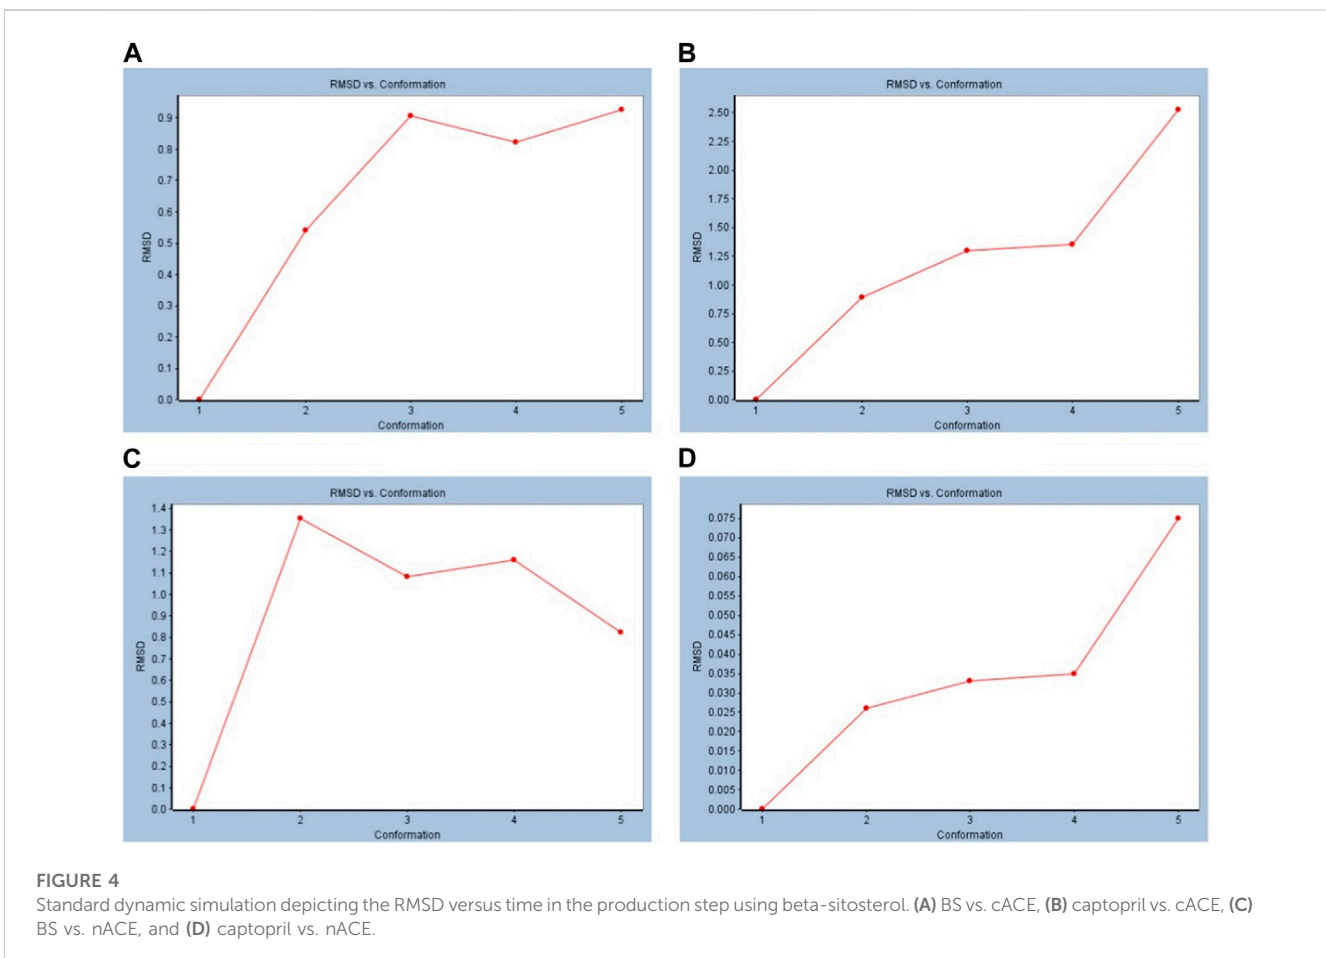 A
RMSD vs. Conformation
0.9
0.8
0.7
0.6
0.5
0.4
0.3
0.2
0.1
0.0
RMSD
1 2 3 4 5
Conformation
B
RMSD vs. Conformation
2.50
2.25
2.00
1.75
1.50
1.25
1.00
0.75
0.50
0.25
0.00
RMSD
1 2 3 4 5
Conformation
C
RMSD vs. Conformation
1.4
1.3
1.2
1.1
1.0
0.9
0.8
0.7
0.6
0.5
0.4
0.3
0.2
0.1
0.0
RMSD
1 2 3 4 5
Conformation
D
RMSD vs. Conformation
0.075
0.070
0.065
0.060
0.055
0.050
0.045
0.040
0.035
0.030
0.025
0.020
0.015
0.010
0.005
0.000
RMSD
1 2 3 4 5
Conformation
FIGURE 4
Standard dynamic simulation depicting the RMSD versus time in the production step using beta-sitosterol. (A) BS vs. cACE, (B) captopril vs. cACE, (C)
BS vs. nACE, and (D) captopril vs. nACE.